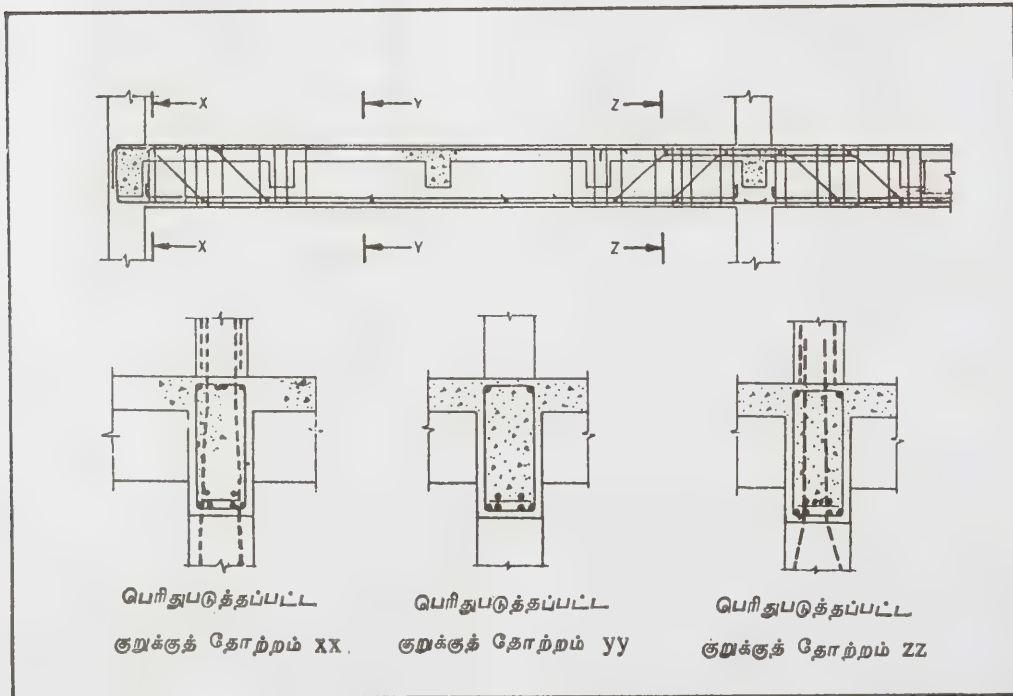 X
Y
Z
X
Y
Z
பெரிதுபடுத்தப்பட்ட
குறுக்குத் தோற்றம் xx.
பெரிதுபடுத்தப்பட்ட
குறுக்குத் தோற்றம் yy
பெரிதுபடுத்தப்பட்ட
குறுக்குத் தோற்றம் zz